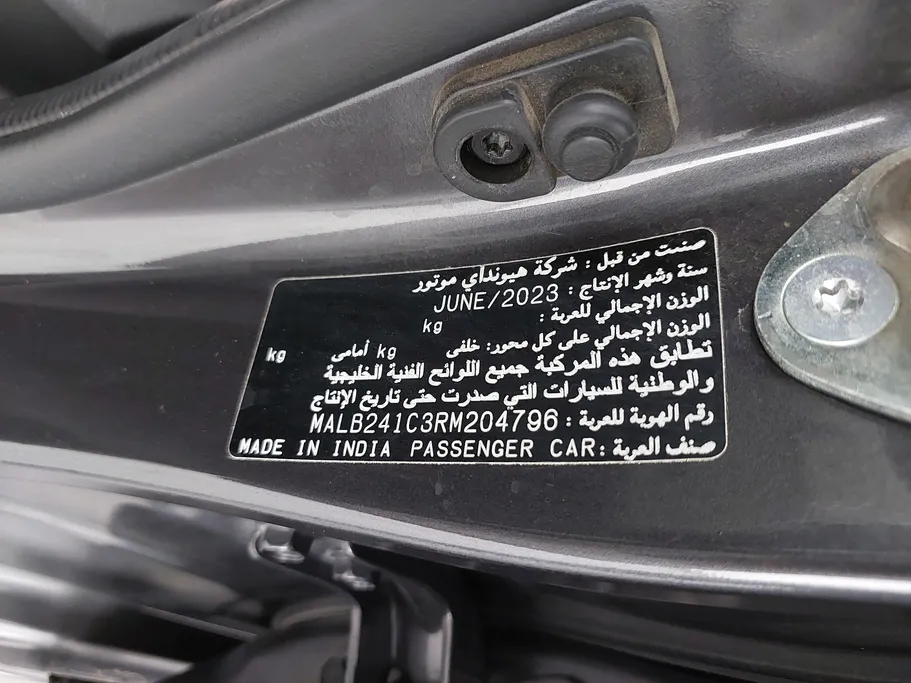 صنعت من قبل : شركة هيونداي موتور
سنة وشهر الإنتاج : JUNE/2023
الوزن الإجمالي للعربة : kg
الوزن الإجمالي على كل محور: خلفى kg أمامى kg
تطابق هذه المركبة جميع اللوائح الفنية الخليجية
والوطنية للسيارات التي صدرت حتى تاريخ الإنتاج
رقم الهوية للعربة : MALB241C3RM204796
صنف العربة : MADE IN INDIA PASSENGER CAR